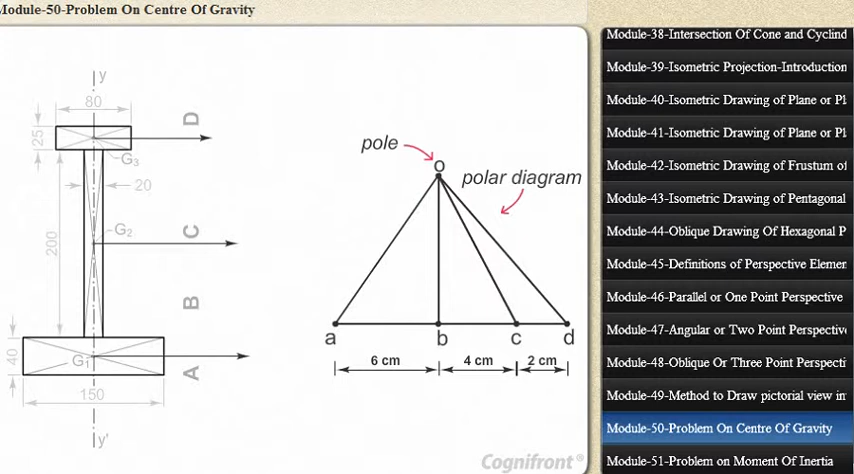 Module-50-Problem On Centre Of Gravity
y
80
25
D
G3
20
200
G2
C
B
40
G1
A
150
y'
pole
o
polar diagram
a
b
c
d
6 cm
4 cm
2 cm
Cognifront®
Module-38-Intersection Of Cone and Cylind
Module-39-Isometric Projection-Introduction
Module-40-Isometric Drawing of Plane or Pl
Module-41-Isometric Drawing of Plane or Pl
Module-42-Isometric Drawing of Frustum of
Module-43-Isometric Drawing of Pentagonal
Module-44-Oblique Drawing Of Hexagonal P
Module-45-Definitions of Perspective Elemen
Module-46-Parallel or One Point Perspective
Module-47-Angular or Two Point Perspective
Module-48-Oblique Or Three Point Perspecti
Module-49-Method to Draw pictorial view in
Module-50-Problem On Centre Of Gravity
Module-51-Problem on Moment Of Inertia